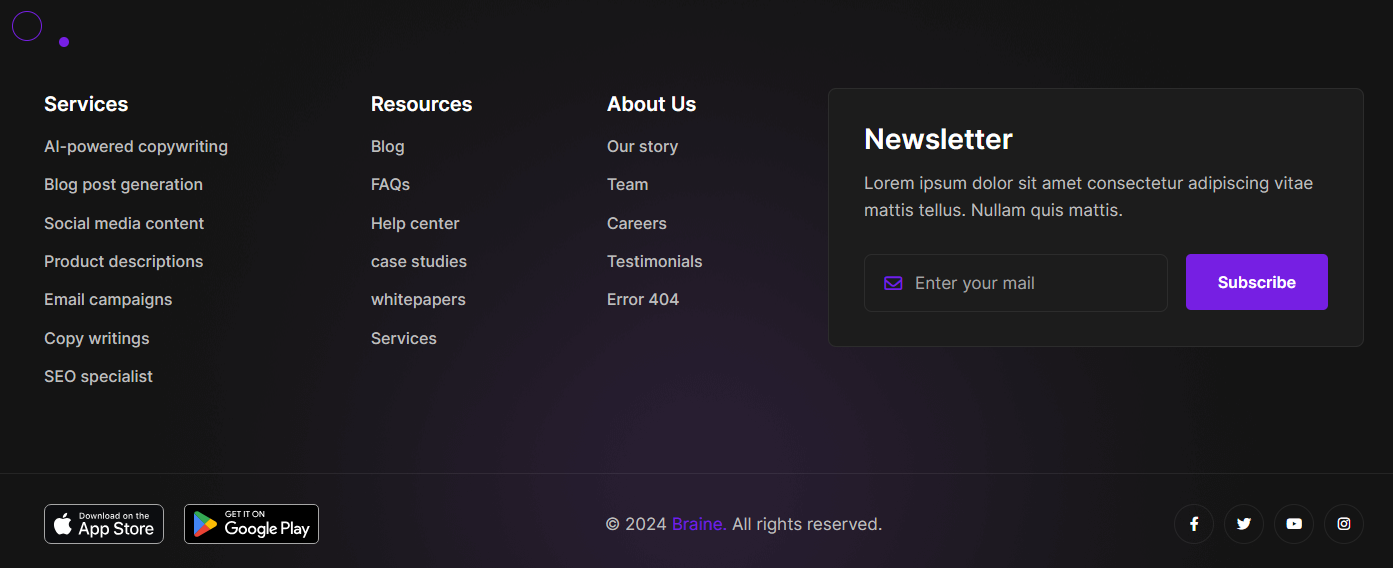 Services
AI-powered copywriting
Blog post generation
Social media content
Product descriptions
Email campaigns
Copy writings
SEO specialist
Resources
Blog
FAQs
Help center
case studies
whitepapers
Services
About Us
Our story
Team
Careers
Testimonials
Error 404
Newsletter
Lorem ipsum dolor sit amet consectetur adipiscing vitae
mattis tellus. Nullam quis mattis.
Enter your mail
Subscribe
Download on the
App Store
GET IT ON
Google Play
© 2024 Braine. All rights reserved.